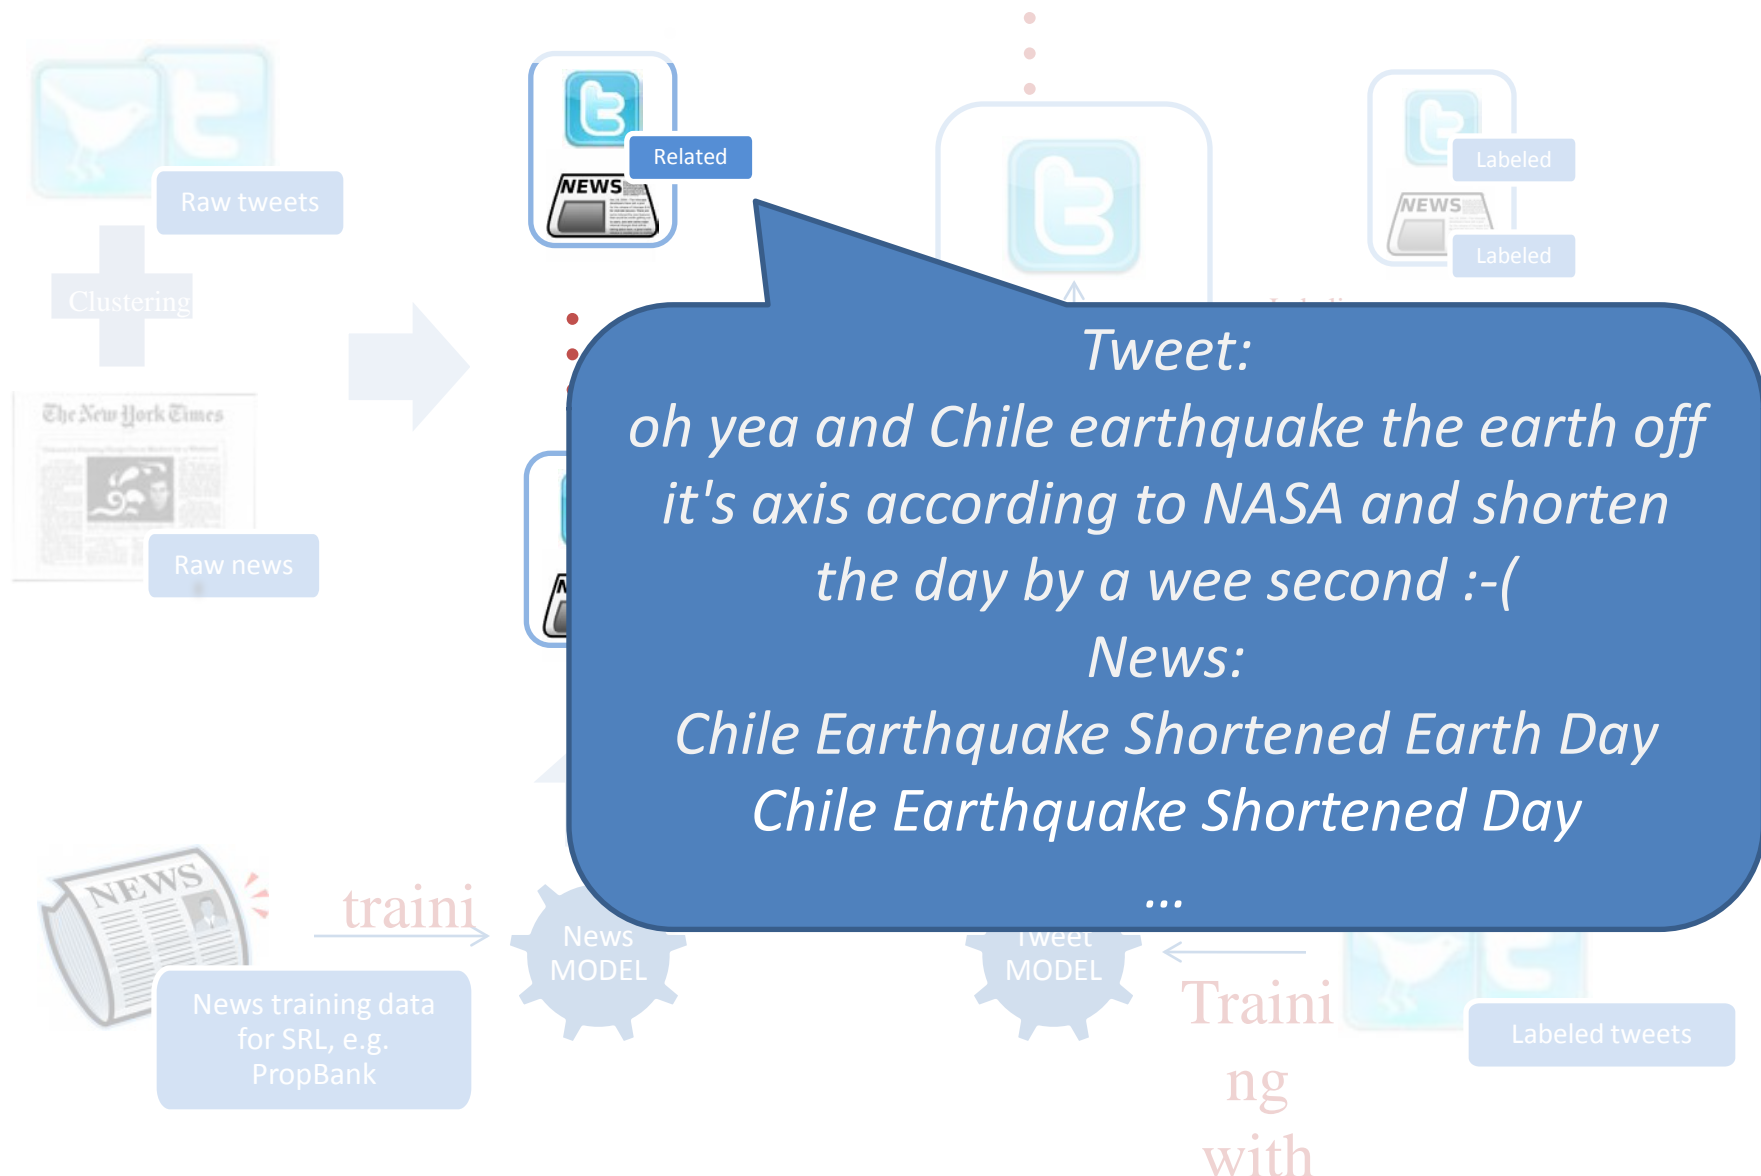 Related
NEWS
Labeled
NEWS
Labeled
Raw tweets
Clustering
The New York Times
Raw news
Tweet:
oh yea and Chile earthquake the earth off
it's axis according to NASA and shorten
the day by a wee second :-(
News:
Chile Earthquake Shortened Earth Day
Chile Earthquake Shortened Day
...
NEWS
traini
News
MODEL
Tweet
MODEL
News training data
for SRL, e.g.
PropBank
Traini
ng
with
Labeled tweets